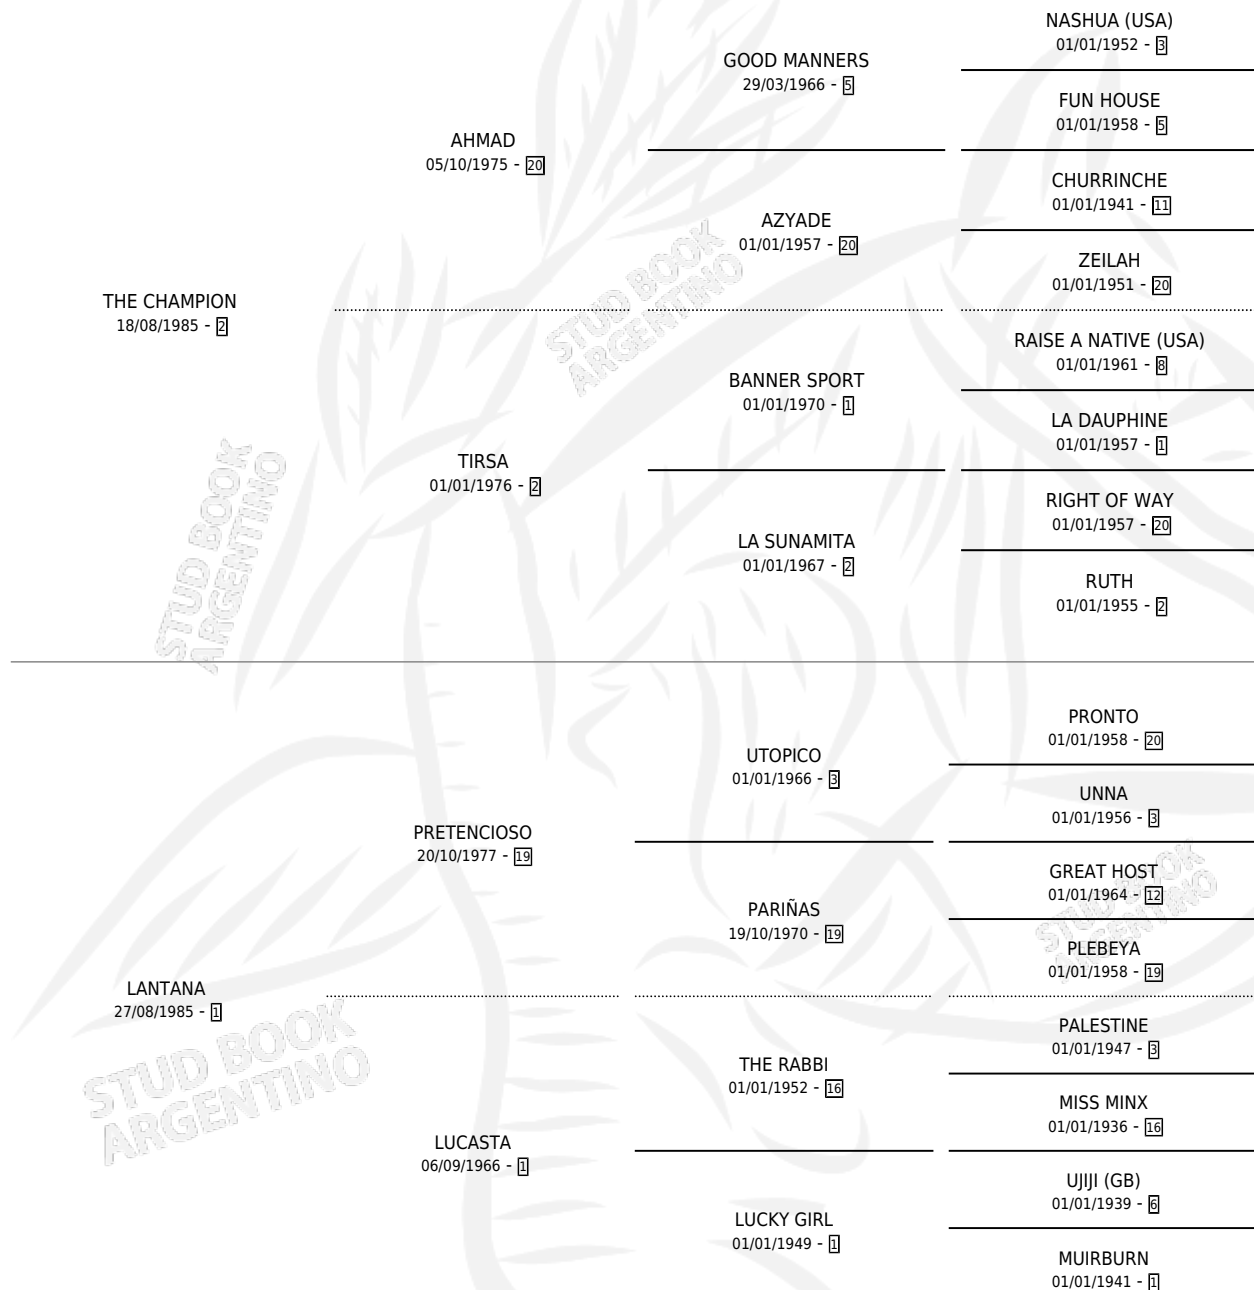 NASHUA (USA)
01/01/1952 - 3
GOOD MANNERS
29/03/1966 - 5
FUN HOUSE
01/01/1958 - 5
AHMAD
05/10/1975 - 20
CHURRINCHE
01/01/1941 - 11
AZYADE
01/01/1957 - 20
ZEILAH
01/01/1951 - 20
THE CHAMPION
18/08/1985 - 2
STUD BOOK
ARGENTINO
RAISE A NATIVE (USA)
01/01/1961 - 8
BANNER SPORT
01/01/1970 - 1
LA DAUPHINE
01/01/1957 - 1
TIRSA
01/01/1976 - 2
RIGHT OF WAY
01/01/1957 - 20
LA SUNAMITA
01/01/1967 - 2
RUTH
01/01/1955 - 2
STUD BOOK
ARGENTINO
PRONTO
01/01/1958 - 20
UTOPICO
01/01/1966 - 3
UNNA
01/01/1956 - 3
PRETENCIOSO
20/10/1977 - 19
GREAT HOST
01/01/1964 - 12
PARIÑAS
19/10/1970 - 19
STUD BOOK
ARGENTINO
PLEBEYA
01/01/1958 - 19
LANTANA
27/08/1985 - 1
STUD BOOK
ARGENTINO
PALESTINE
01/01/1947 - 3
THE RABBI
01/01/1952 - 16
MISS MINX
01/01/1936 - 16
LUCASTA
06/09/1966 - 1
UJIJI (GB)
01/01/1939 - 6
LUCKY GIRL
01/01/1949 - 1
MUIRBURN
01/01/1941 - 1